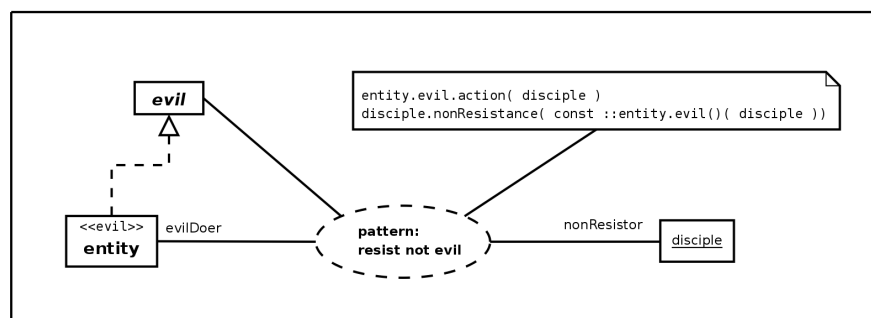 evil
entity.evil.action( disciple )
disciple.nonResistance( const ::entity.evil()( disciple ))
<<evil>>
entity
evilDoer
pattern:
resist not evil
nonResistor
disciple